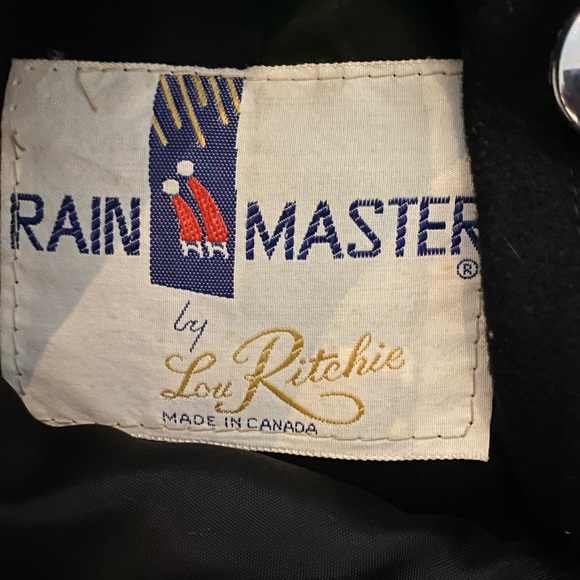 RAIN MASTER®
by
Lou Ritchie
MADE IN CANADA